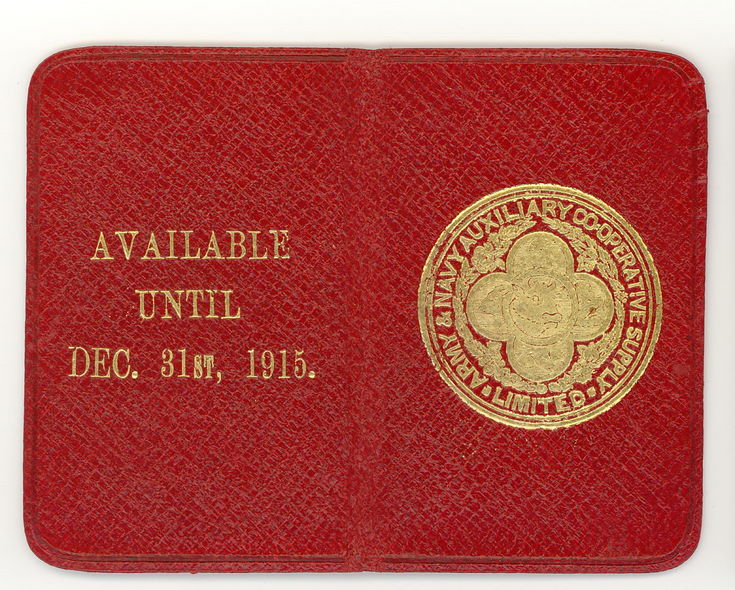 AVAILABLE
UNTIL
DEC. 31ST, 1915.
ARMY & NAVY AUXILIARY CO-OPERATIVE SUPPLY
· LIMITED ·